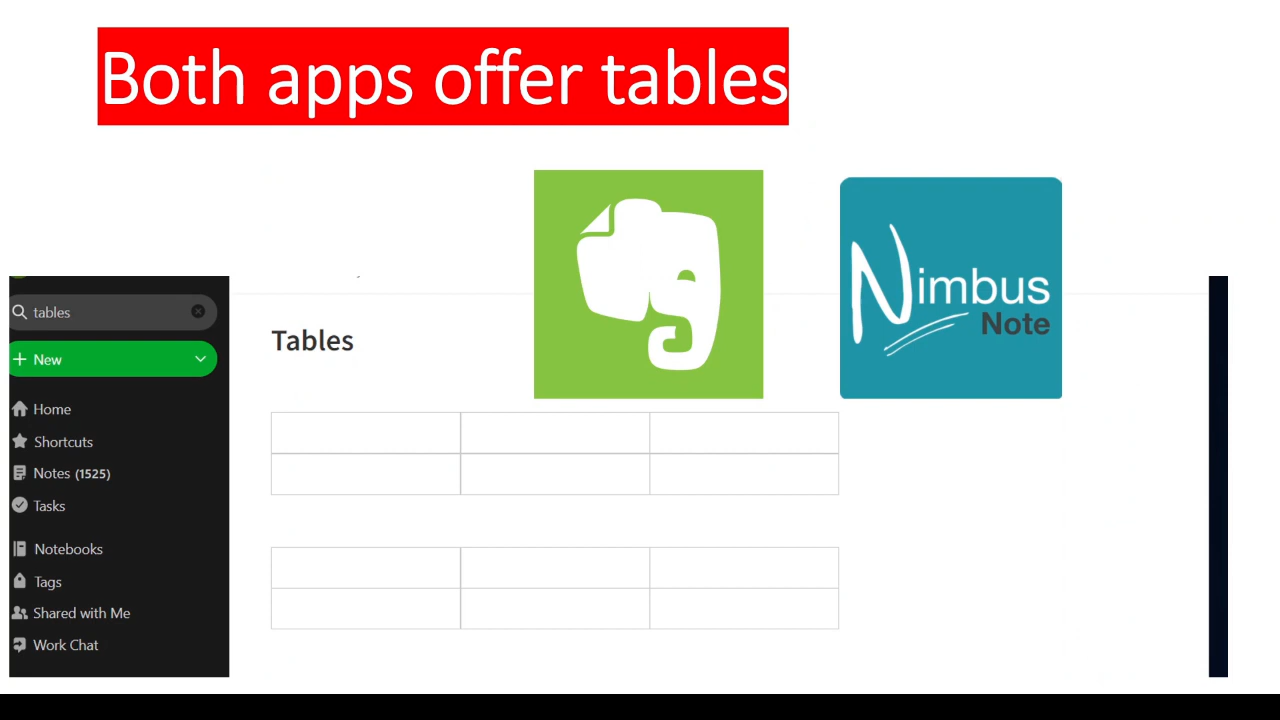 Both apps offer tables
Nimbus
Note
tables
New
Home
Shortcuts
Notes (1525)
Tasks
Notebooks
Tags
Shared with Me
Work Chat
Tables